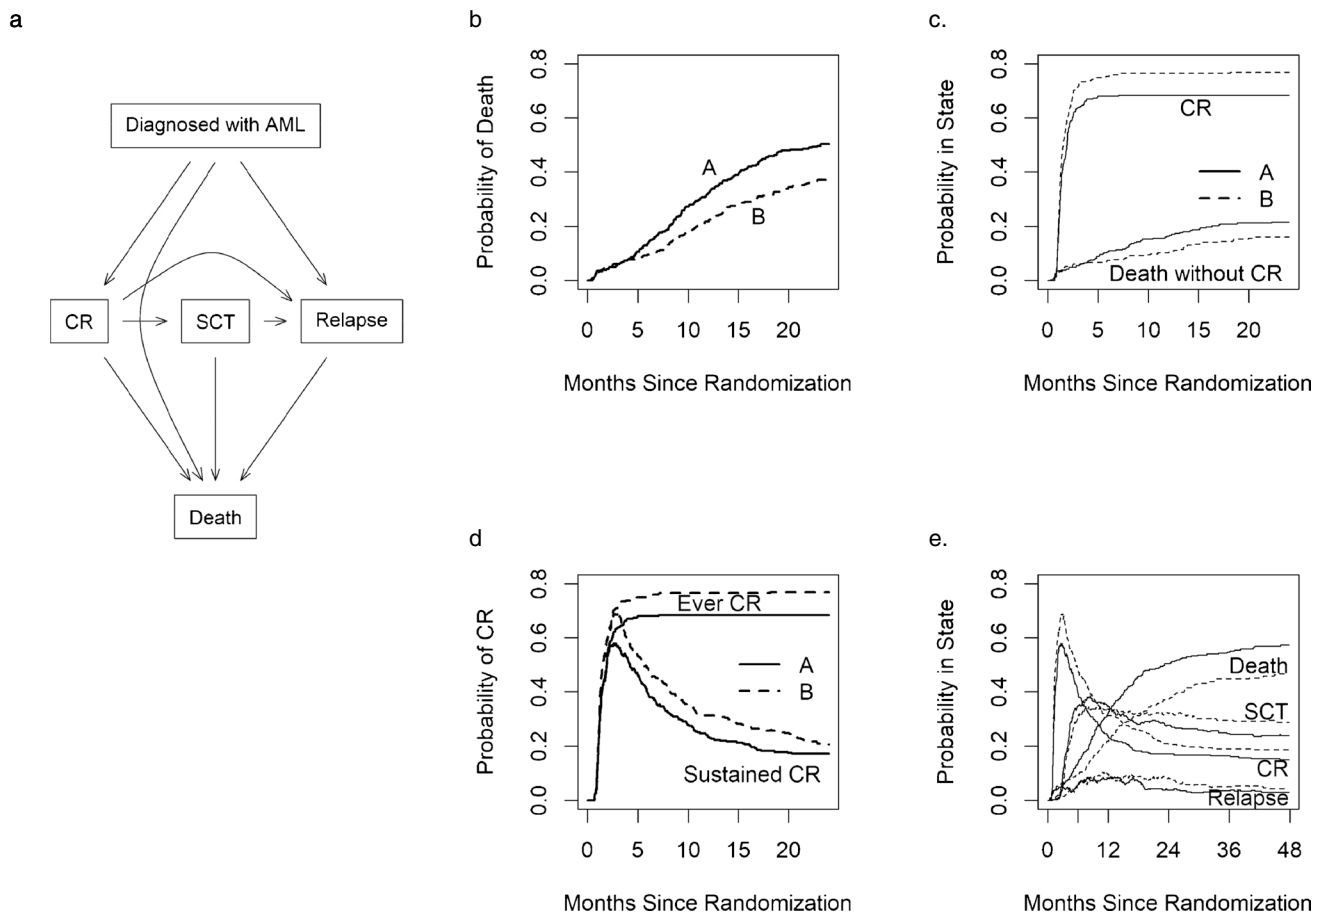 a
Diagnosed with AML
CR
SCT
Relapse
Death
b
Probability of Death
0.0 0.2 0.4 0.6 0.8
A
B
0 5 10 15 20
Months Since Randomization
c.
Probability in State
0.0 0.2 0.4 0.6 0.8
CR
A
B
Death without CR
0 5 10 15 20
Months Since Randomization
d
Probability of CR
0.0 0.2 0.4 0.6 0.8
Ever CR
A
B
Sustained CR
0 5 10 15 20
Months Since Randomization
e.
Probability in State
0.0 0.2 0.4 0.6 0.8
Death
SCT
CR
Relapse
0 12 24 36 48
Months Since Randomization